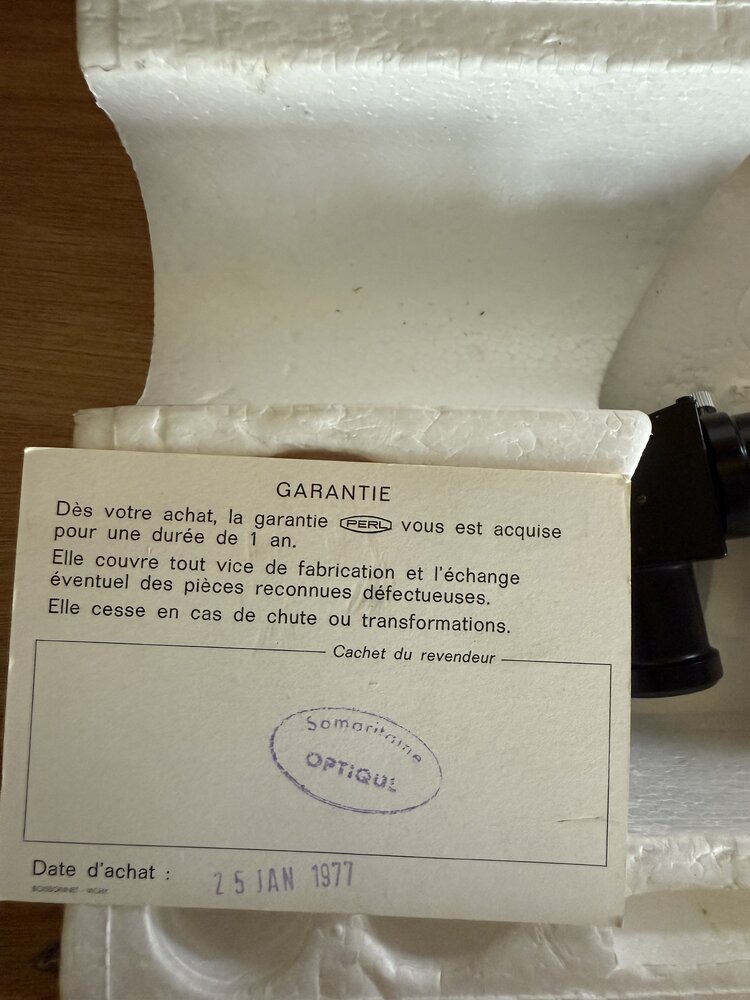 GARANTIE
Dès votre achat, la garantie PERL vous est acquise
pour une durée de 1 an.
Elle couvre tout vice de fabrication et l'échange
éventuel des pièces reconnues défectueuses.
Elle cesse en cas de chute ou transformations.
Cachet du revendeur
Samaritaine
OPTIQUE
Date d'achat : 25 JAN 1977
BOISBONNET - VICHY